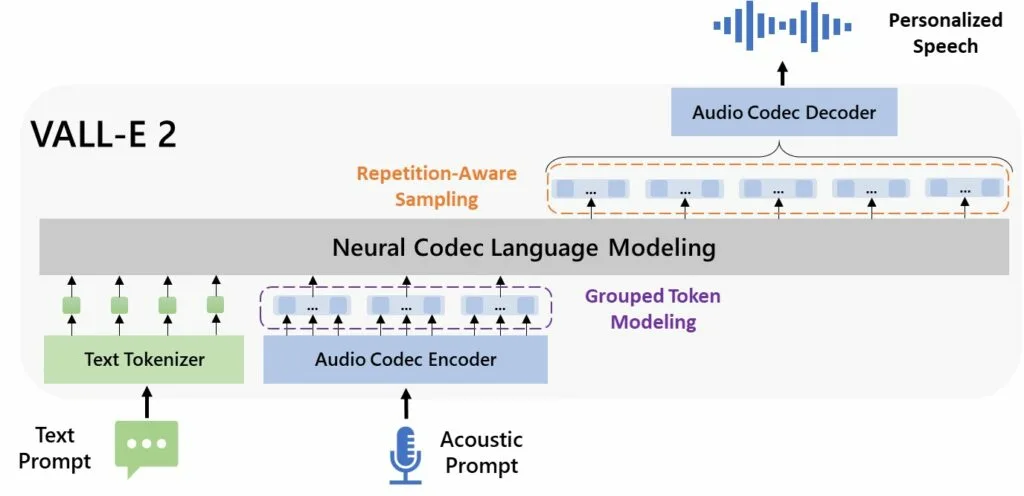 Personalized
Speech
Audio Codec Decoder
VALL-E 2
Repetition-Aware
Sampling
... ... ... ... ...
Neural Codec Language Modeling
... ... ...
Grouped Token
Modeling
Text Tokenizer
Audio Codec Encoder
Text
Prompt
Acoustic
Prompt